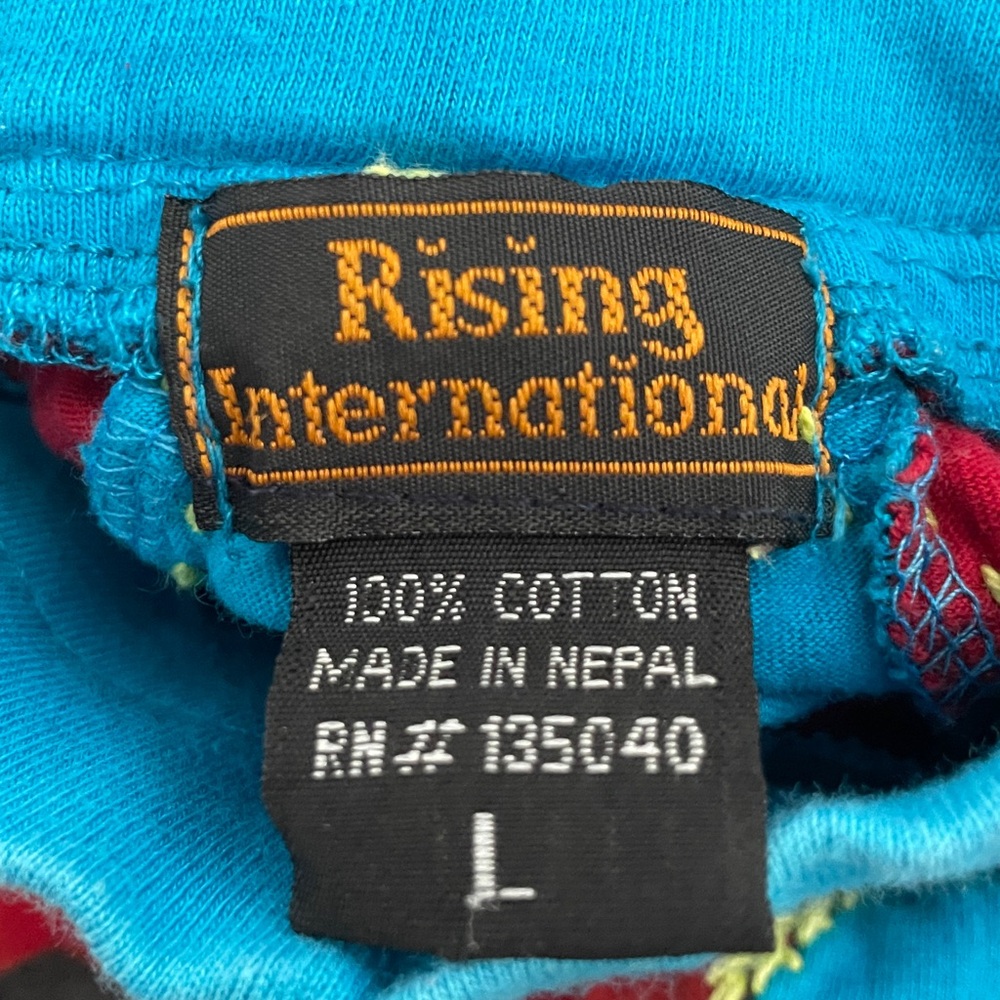 Rising
International
100% COTTON
MADE IN NEPAL
RN# 135040
L